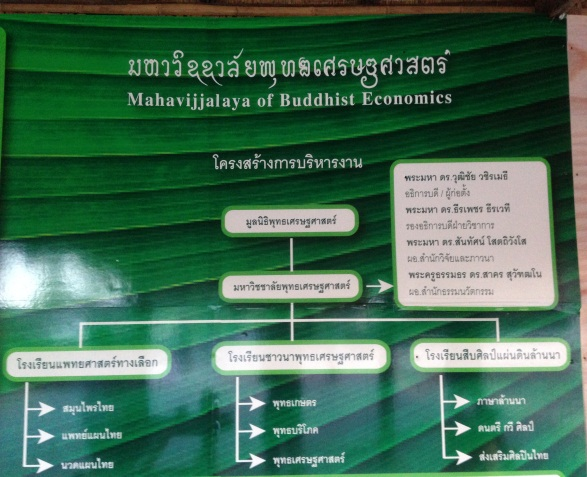 มหาวิชชาลัยพุทธเศรษฐศาสตร์
Mahavijjalaya of Buddhist Economics
โครงสร้างการบริหารงาน
มูลนิธิพุทธเศรษฐศาสตร์
มหาวิชชาลัยพุทธเศรษฐศาสตร์
พระมหา ดร.วุฒิชัย วชิรเมธี
อธิการบดี / ผู้ก่อตั้ง
พระมหา ดร.ธีรเพชร ธีรเวที
รองอธิการบดีฝ่ายวิชาการ
พระมหา ดร.สันทัศน์ โสตถิวังโส
ผอ.สำนักวิจัยและภาวนา
พระครูธรรมธร ดร.สาคร สุวัฑฒโน
ผอ.สำนักธรรมนวัตกรรม
โรงเรียนแพทยศาสตร์ทางเลือก
สมุนไพรไทย
แพทย์แผนไทย
นวดแผนไทย
โรงเรียนชาวนาพุทธเศรษฐศาสตร์
พุทธเกษตร
พุทธบริโภค
พุทธเศรษฐศาสตร์
โรงเรียนสืบศิลป์แผ่นดินล้านนา
ภาษาล้านนา
ดนตรี กวี ศิลป์
ส่งเสริมศิลปินไทย